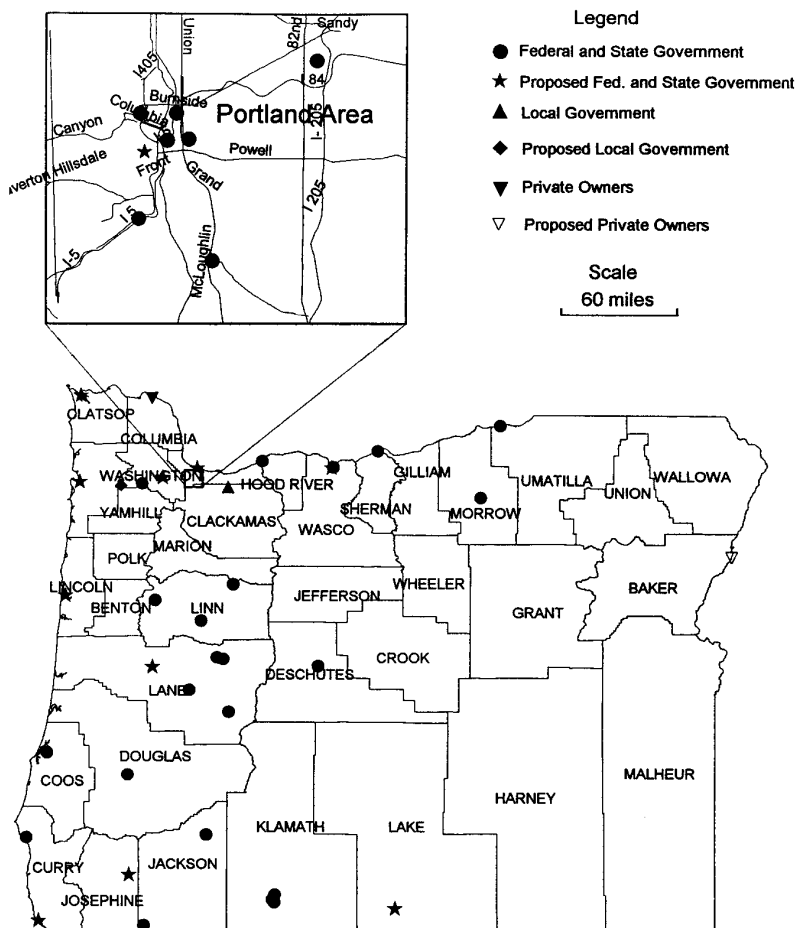 Legend
Federal and State Government
Proposed Fed. and State Government
Local Government
Proposed Local Government
Private Owners
Proposed Private Owners
Scale
60 miles
Sandy
82nd
Union
I405
84
Burnside
Columbia
Portland Area
I-205
Canyon
Powell
Front
verton Hillsdale
Grand
I 205
I-5
I-5
McLoughlin
CLATSOP
COLUMBIA
WASHINGTON
HOOD RIVER
GILLIAM
UMATILLA
WALLOWA
UNION
YAMHILL
CLACKAMAS
SHERMAN
MORROW
WASCO
MARION
POLK
LINCOLN
BENTON
LINN
JEFFERSON
WHEELER
BAKER
GRANT
CROOK
DESCHUTES
LANE
DOUGLAS
COOS
MALHEUR
HARNEY
KLAMATH
LAKE
CURRY
JACKSON
JOSEPHINE